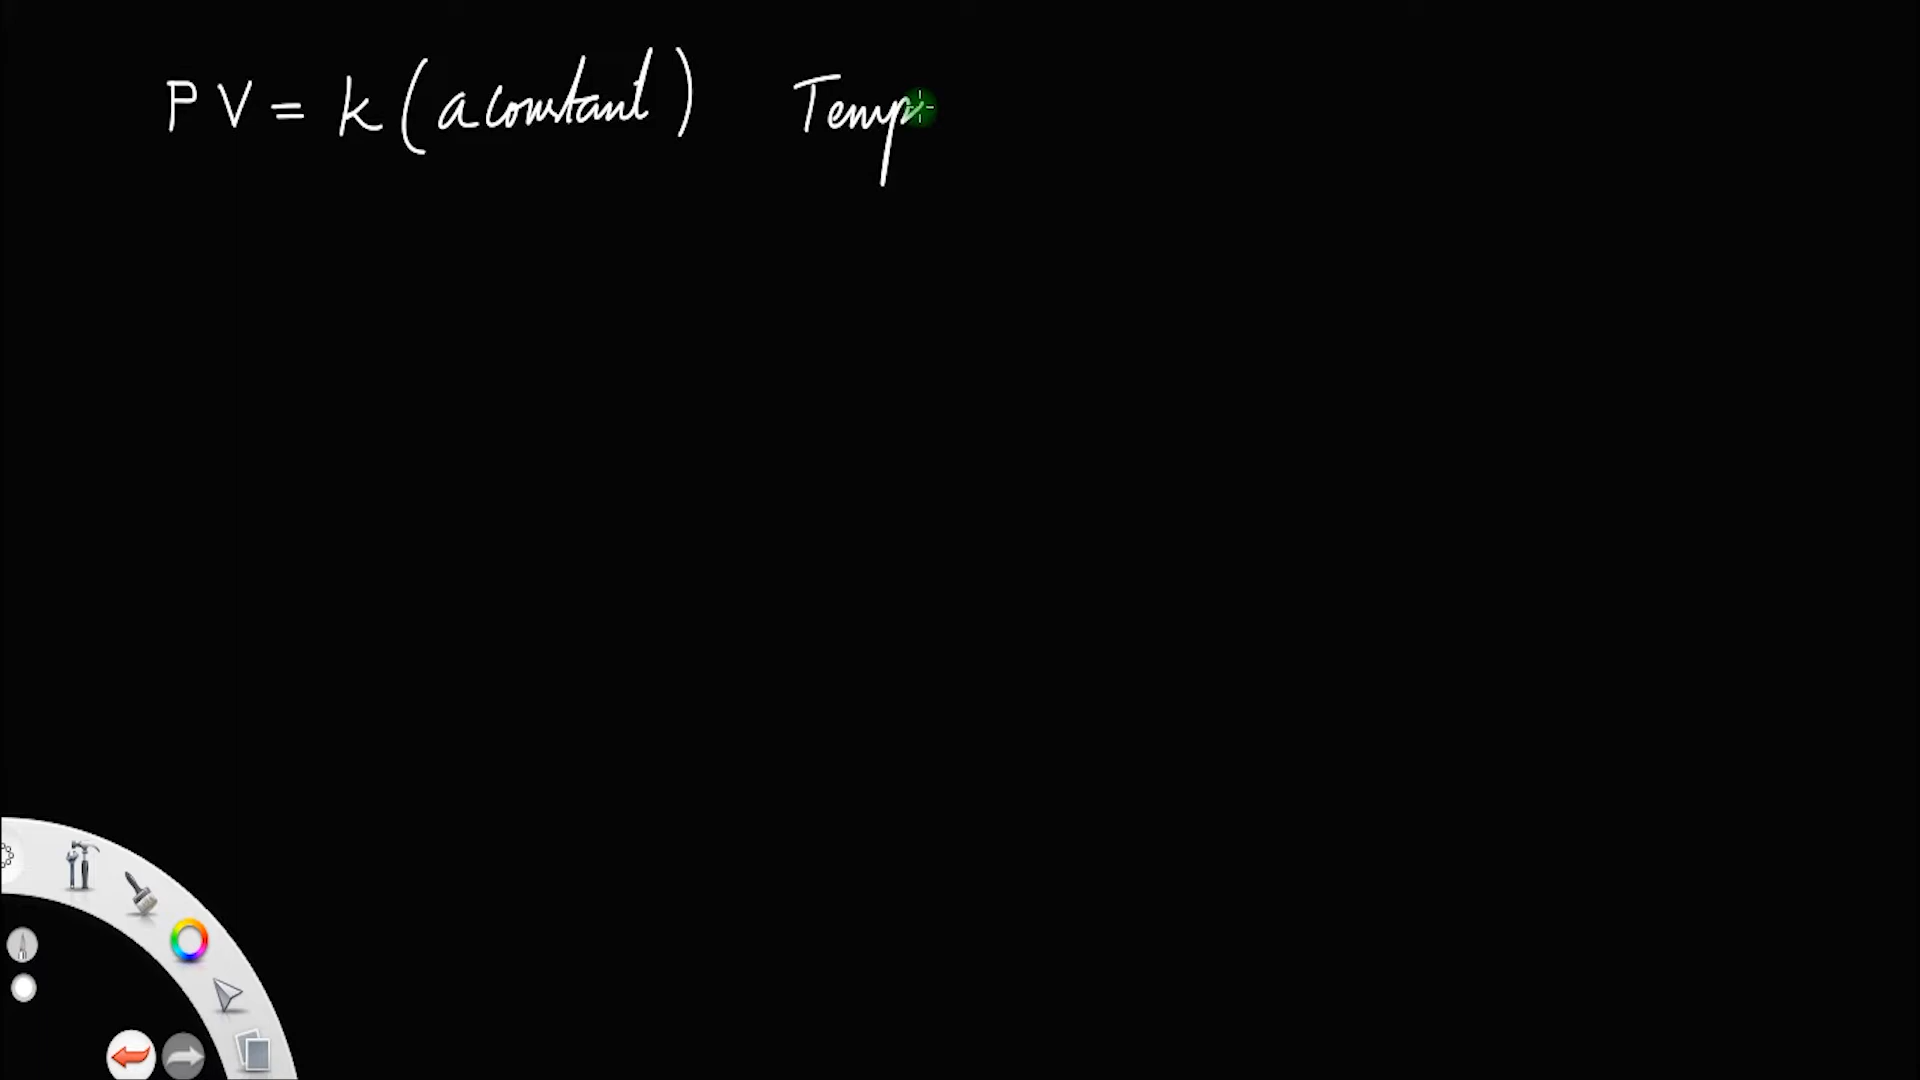 PV = k (a constant) Temp